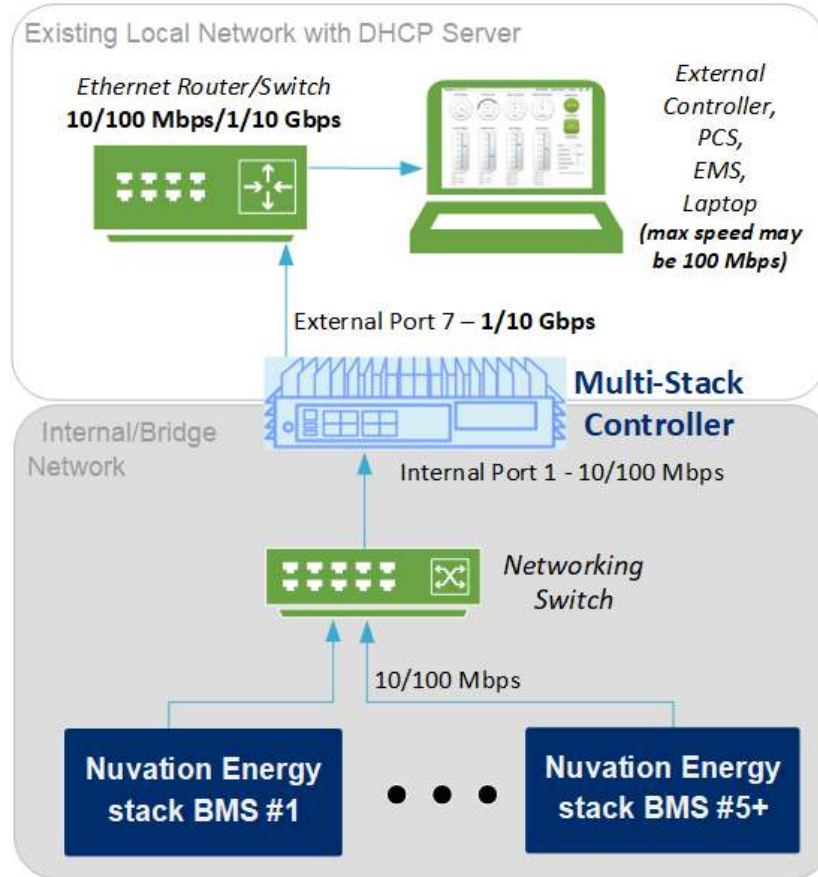 Existing Local Network with DHCP Server
Ethernet Router/Switch
10/100 Mbps/1/10 Gbps
External
Controller,
PCS,
EMS,
Laptop
(max speed may
be 100 Mbps)
External Port 7 – 1/10 Gbps
Multi-Stack
Controller
Internal/Bridge
Network
Internal Port 1 - 10/100 Mbps
Networking
Switch
10/100 Mbps
Nuvation Energy
stack BMS #1
Nuvation Energy
stack BMS #5+